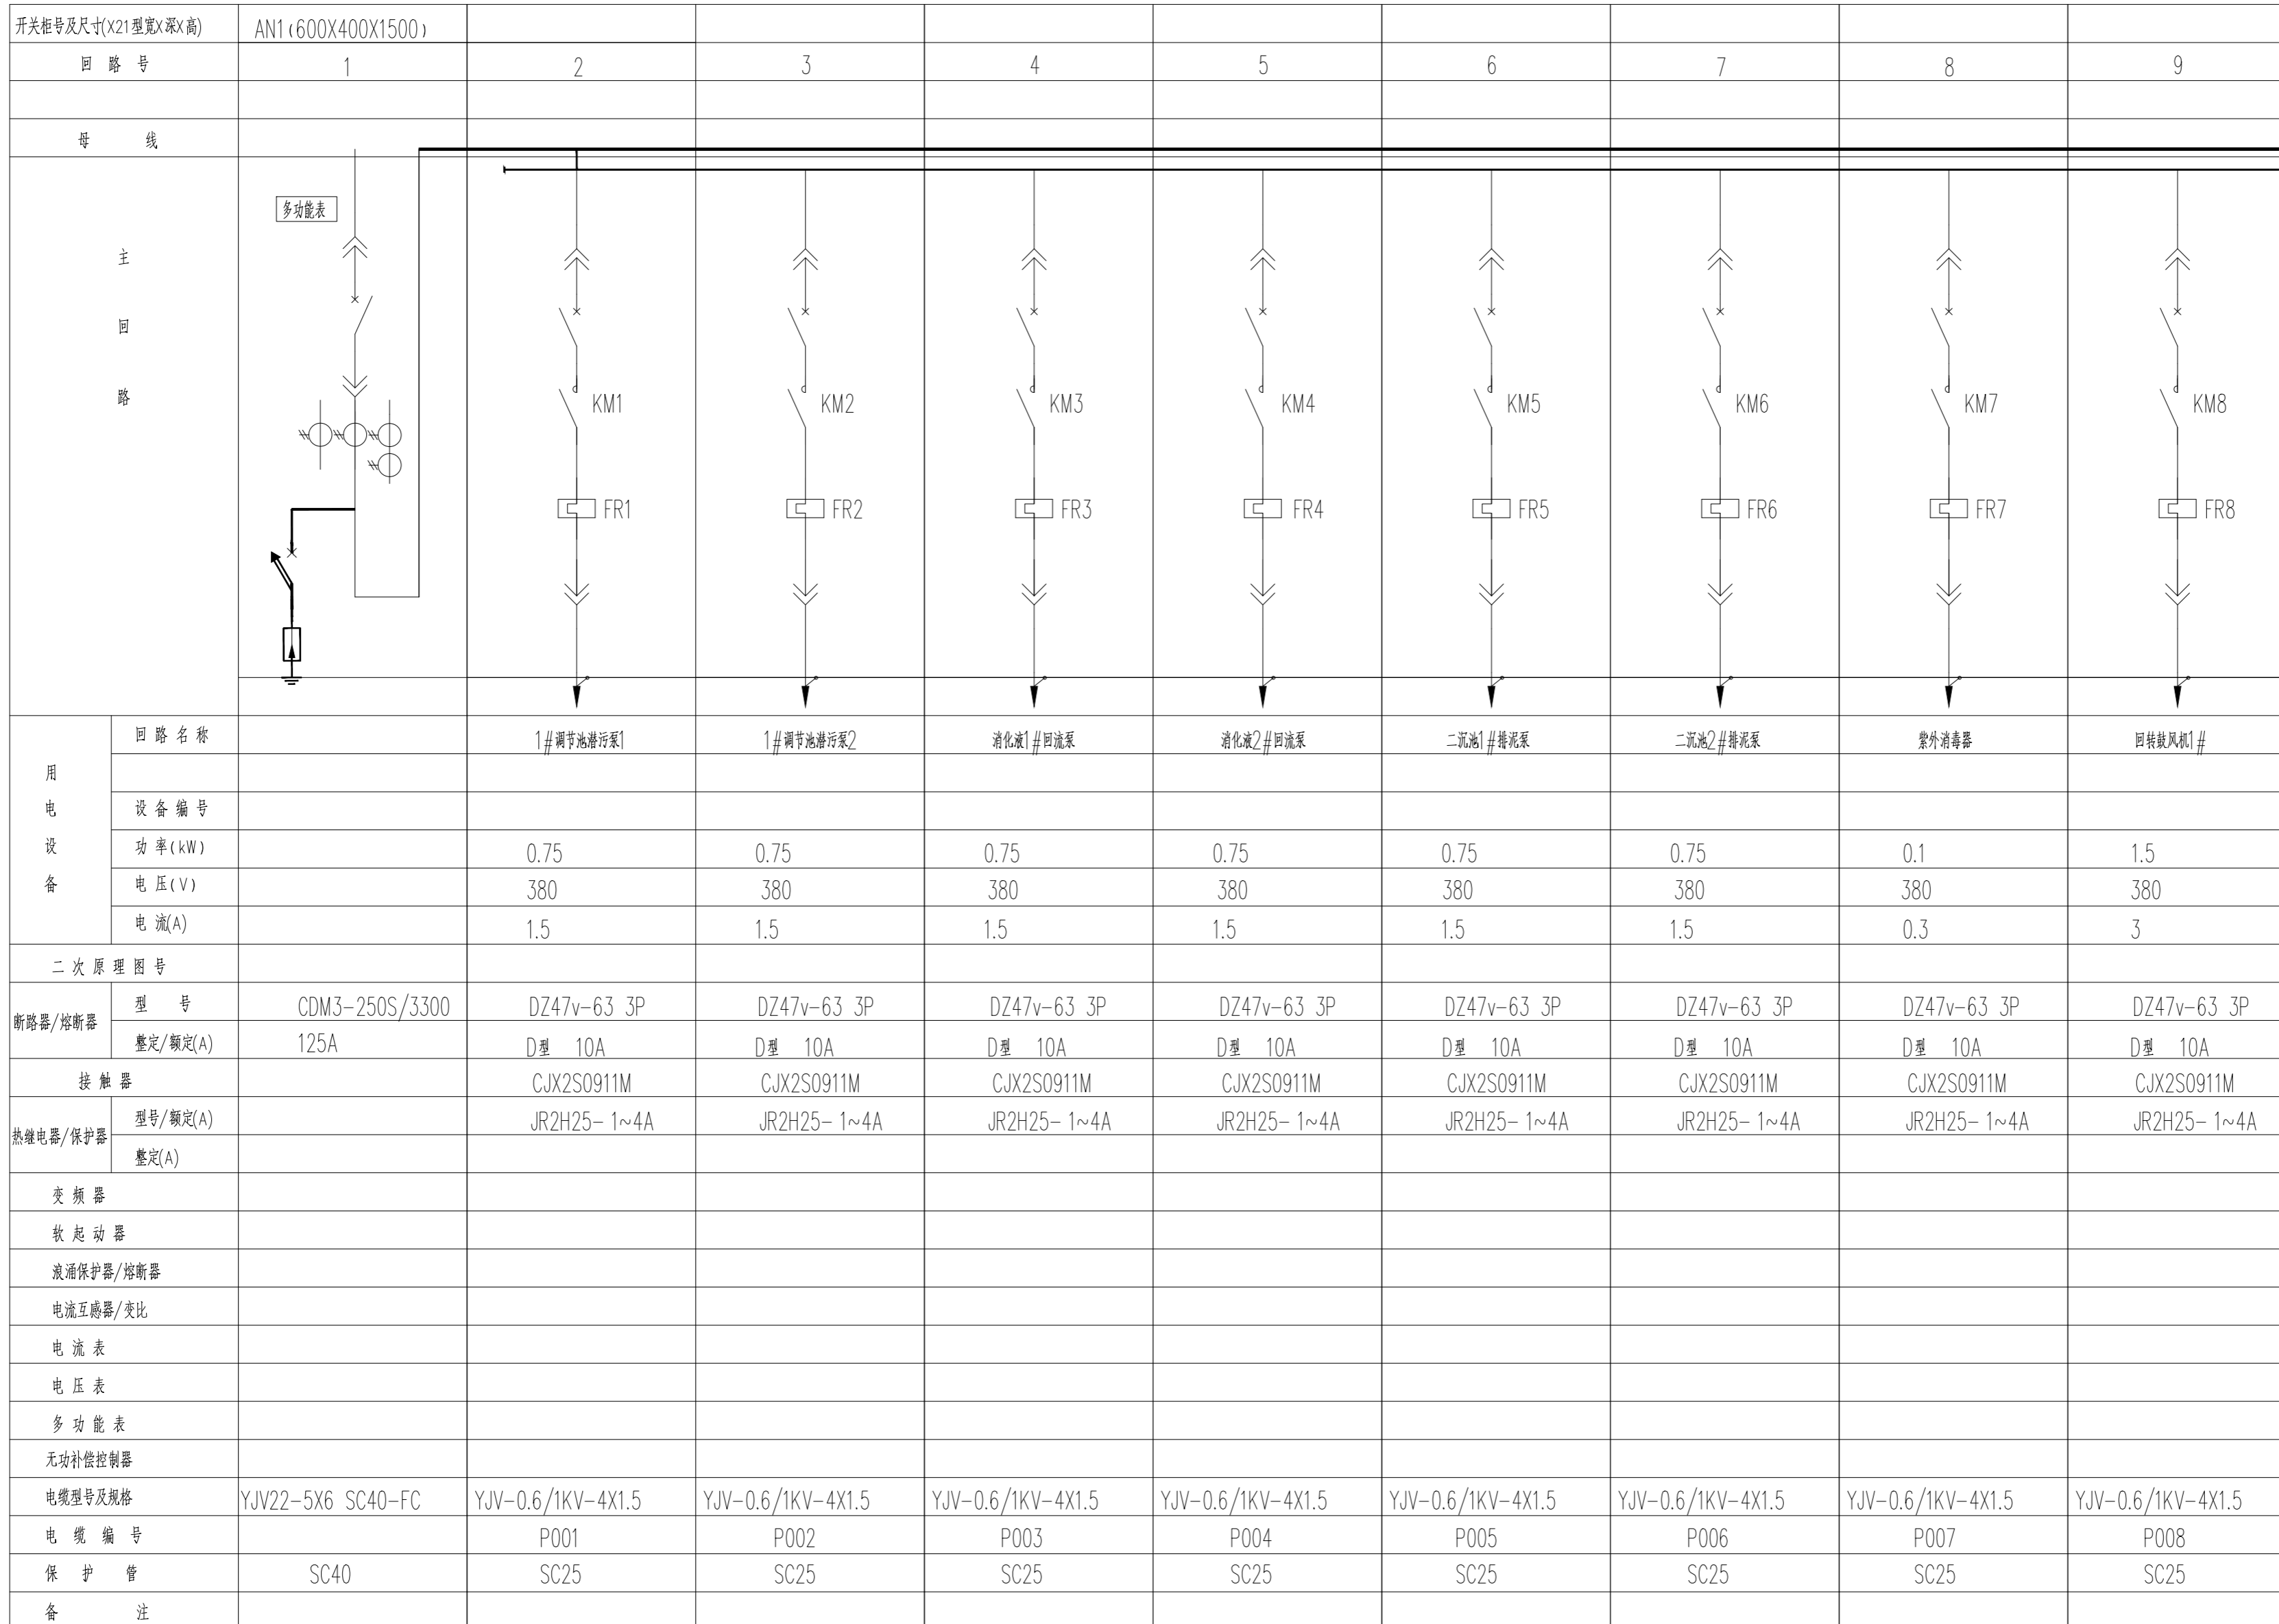 开关柜号及尺寸(X21型宽X深X高) AN1(600X400X1500)
回路号 1 2 3 4 5 6 7 8 9
母线
主回路
多功能表
KM1 KM2 KM3 KM4 KM5 KM6 KM7 KM8
FR1 FR2 FR3 FR4 FR5 FR6 FR7 FR8
用电设备
回路名称 1#调节池潜污泵1 1#调节池潜污泵2 消化液1#回流泵 消化液2#回流泵 二沉池1#排泥泵 二沉池2#排泥泵 紫外消毒器 回转鼓风机1#
设备编号
功率(kW) 0.75 0.75 0.75 0.75 0.75 0.75 0.1 1.5
电压(V) 380 380 380 380 380 380 380 380
电流(A) 1.5 1.5 1.5 1.5 1.5 1.5 0.3 3
二次原理图号
断路器/熔断器
型号 CDM3-250S/3300 DZ47v-63 3P DZ47v-63 3P DZ47v-63 3P DZ47v-63 3P DZ47v-63 3P DZ47v-63 3P DZ47v-63 3P DZ47v-63 3P
整定/额定(A) 125A D型 10A D型 10A D型 10A D型 10A D型 10A D型 10A D型 10A D型 10A
接触器 CJX2S0911M CJX2S0911M CJX2S0911M CJX2S0911M CJX2S0911M CJX2S0911M CJX2S0911M CJX2S0911M
热继电器/保护器
型号/额定(A) JR2H25-1~4A JR2H25-1~4A JR2H25-1~4A JR2H25-1~4A JR2H25-1~4A JR2H25-1~4A JR2H25-1~4A JR2H25-1~4A
整定(A)
变频器
软起动器
浪涌保护器/熔断器
电流互感器/变比
电流表
电压表
多功能表
无功补偿控制器
电缆型号及规格 YJV22-5X6 SC40-FC YJV-0.6/1KV-4X1.5 YJV-0.6/1KV-4X1.5 YJV-0.6/1KV-4X1.5 YJV-0.6/1KV-4X1.5 YJV-0.6/1KV-4X1.5 YJV-0.6/1KV-4X1.5 YJV-0.6/1KV-4X1.5 YJV-0.6/1KV-4X1.5
电缆编号 P001 P002 P003 P004 P005 P006 P007 P008
保护管 SC40 SC25 SC25 SC25 SC25 SC25 SC25 SC25 SC25
备注